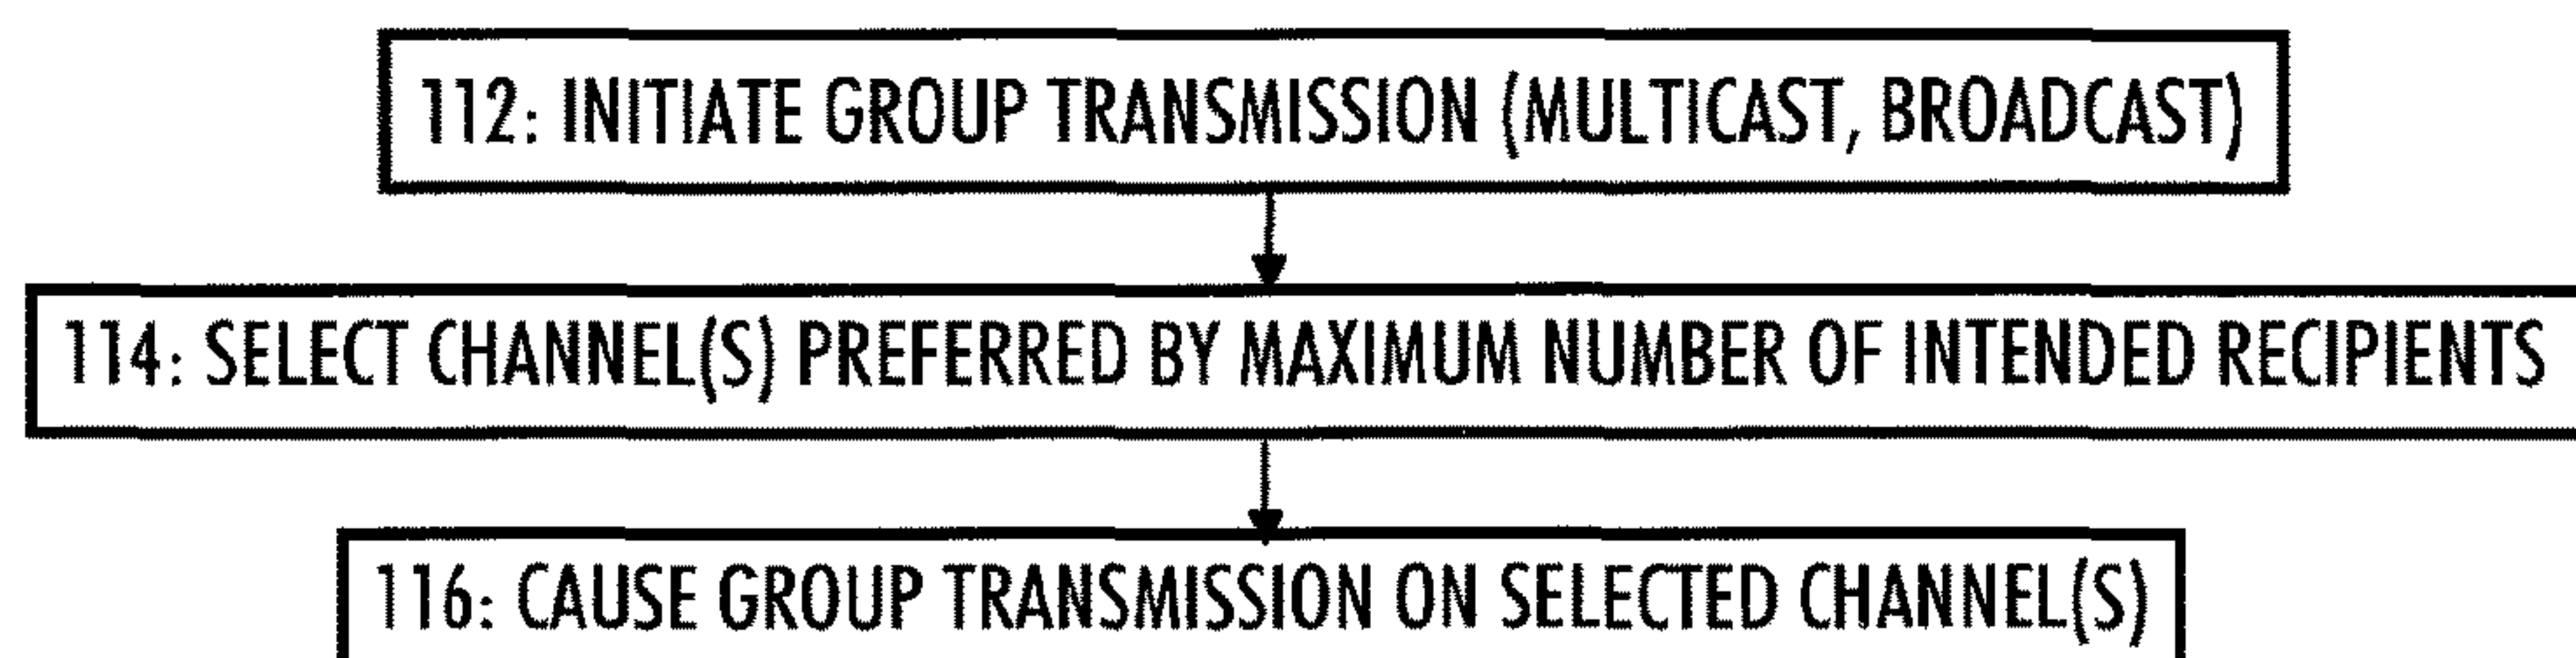 112: INITIATE GROUP TRANSMISSION (MULTICAST, BROADCAST)
114: SELECT CHANNEL(S) PREFERRED BY MAXIMUM NUMBER OF INTENDED RECIPIENTS
116: CAUSE GROUP TRANSMISSION ON SELECTED CHANNEL(S)